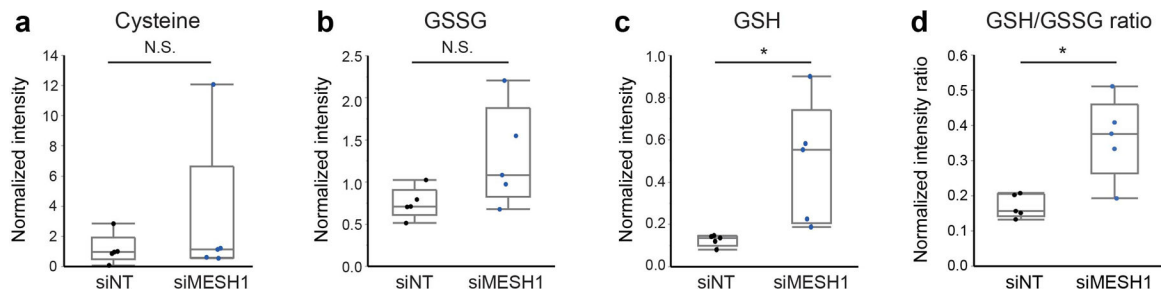 a
Cysteine
N.S.
Normalized intensity
14
12
10
8
6
4
2
0
siNT
siMESH1
b
GSSG
N.S.
Normalized intensity
2.5
2.0
1.5
1.0
0.5
0.0
siNT
siMESH1
c
GSH
*
Normalized intensity
1.0
0.8
0.6
0.4
0.2
0.0
siNT
siMESH1
d
GSH/GSSG ratio
*
Normalized intensity ratio
0.6
0.5
0.4
0.3
0.2
0.1
0.0
siNT
siMESH1